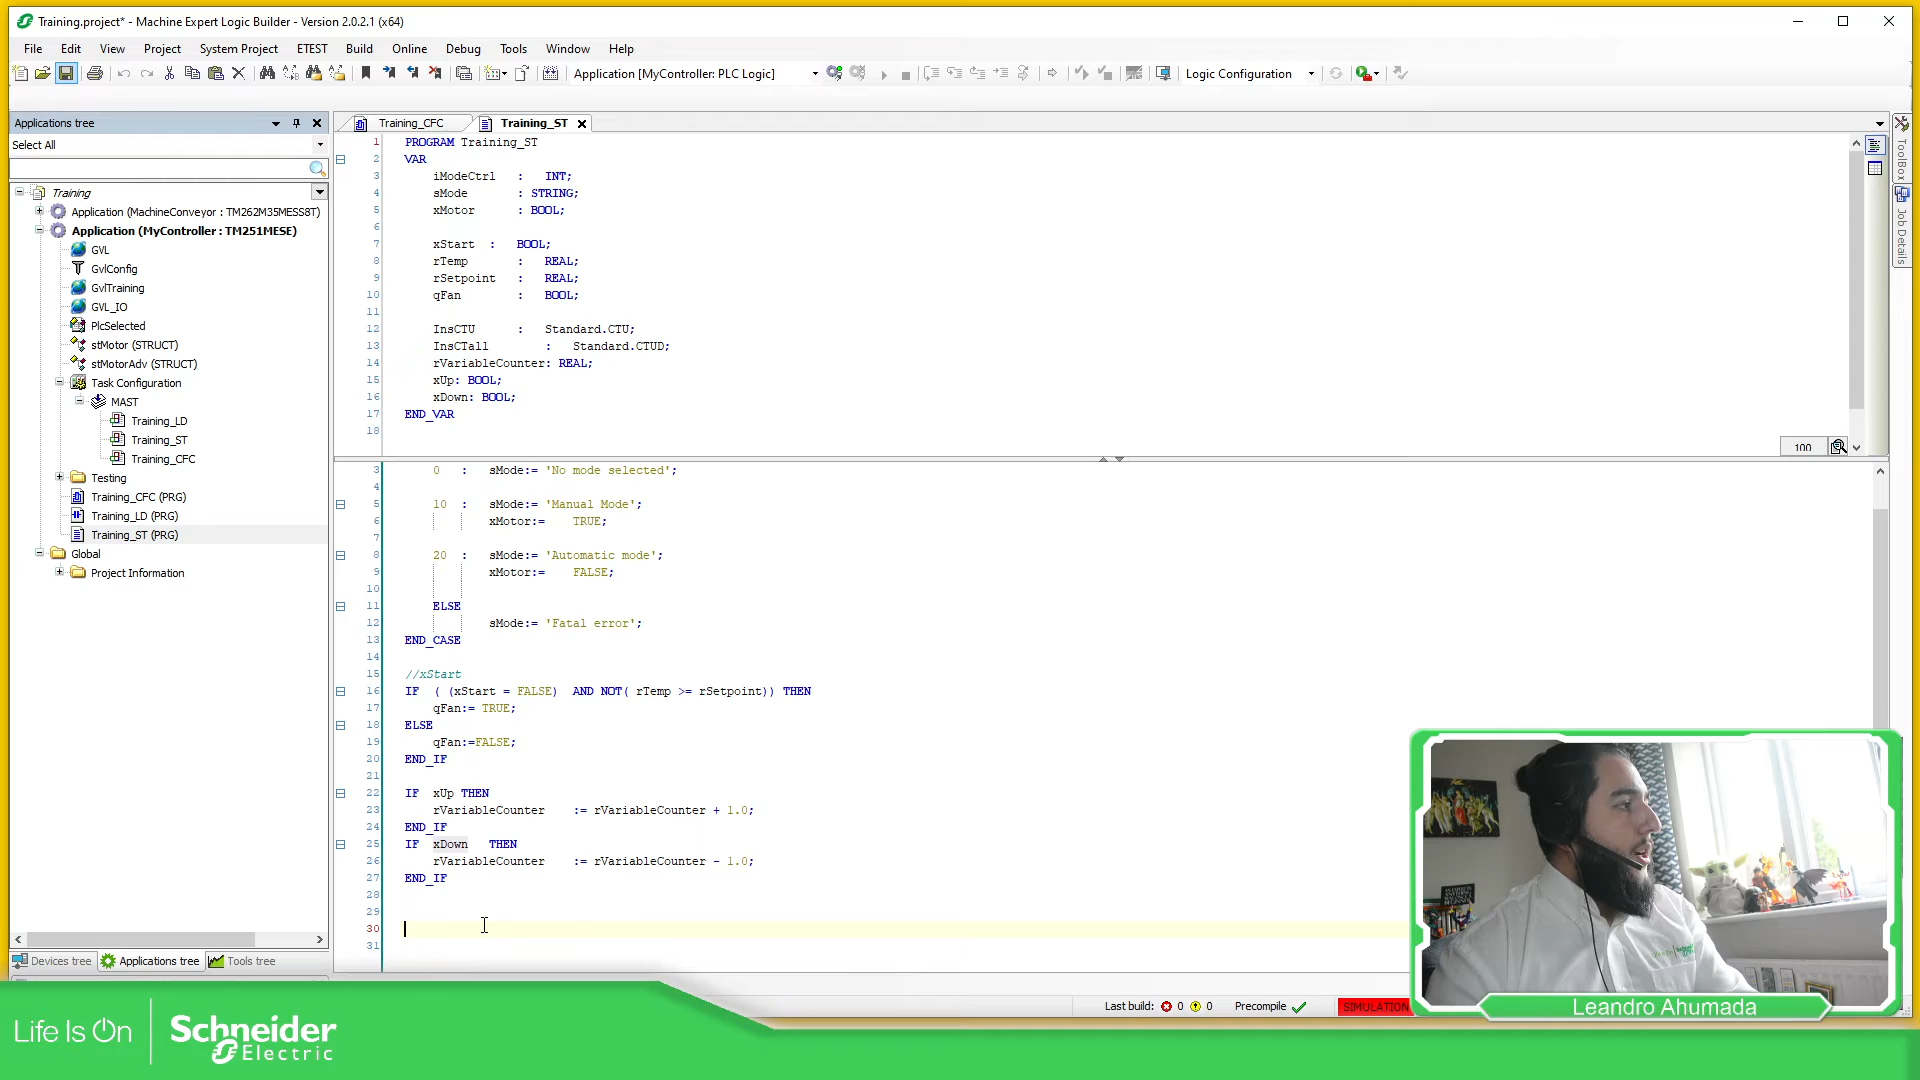 Training.project* - Machine Expert Logic Builder - Version 2.0.2.1 (x64)
File Edit View Project System Project ETEST Build Online Debug Tools Window Help
Application [MyController: PLC Logic] Logic Configuration
Applications tree
Select All
Training
Application (MachineConveyor : TM262M35MESS8T)
Application (MyController : TM251MESE)
GVL
GvlConfig
GvlTraining
GVL_IO
PlcSelected
stMotor (STRUCT)
stMotorAdv (STRUCT)
Task Configuration
MAST
Training_LD
Training_ST
Training_CFC
Testing
Training_CFC (PRG)
Training_LD (PRG)
Training_ST (PRG)
Global
Project Information
Devices tree Applications tree Tools tree
Training_CFC Training_ST
1 PROGRAM Training_ST
2 VAR
3 iModeCtrl : INT;
4 sMode : STRING;
5 xMotor : BOOL;
6
7 xStart : BOOL;
8 rTemp : REAL;
9 rSetpoint : REAL;
10 qFan : BOOL;
11
12 InsCTU : Standard.CTU;
13 InsCTall : Standard.CTUD;
14 rVariableCounter: REAL;
15 xUp: BOOL;
16 xDown: BOOL;
17 END_VAR
18
100
3 0 : sMode:= 'No mode selected';
4
5 10 : sMode:= 'Manual Mode';
6 xMotor:= TRUE;
7
8 20 : sMode:= 'Automatic mode';
9 xMotor:= FALSE;
10
11 ELSE
12 sMode:= 'Fatal error';
13 END_CASE
14
15 //xStart
16 IF ( (xStart = FALSE) AND NOT( rTemp >= rSetpoint)) THEN
17 qFan:= TRUE;
18 ELSE
19 qFan:=FALSE;
20 END_IF
21
22 IF xUp THEN
23 rVariableCounter := rVariableCounter + 1.0;
24 END_IF
25 IF xDown THEN
26 rVariableCounter := rVariableCounter - 1.0;
27 END_IF
28
29
30
31
ToolBox
Job Details
Last build: 0 0 Precompile SIMULATION
Leandro Ahumada
Life Is On
Schneider
Electric